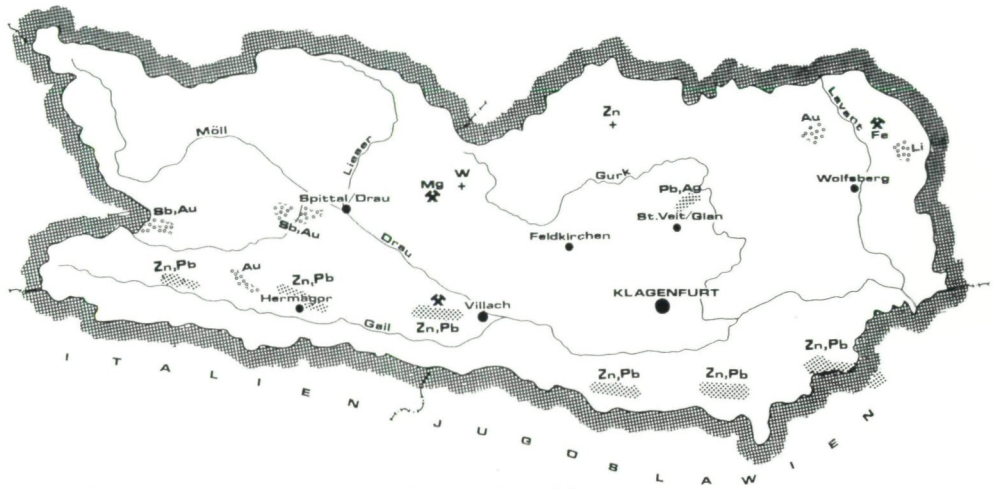 Zn
Au
Lavant
Fe
Li
Möll
Lieser
W
Mg
Gurk
Pb,Ag
Wolfsberg
Spittal/Drau
Sb,Au
Sb,Au
St.Veit/Glan
Feldkirchen
Drau
Zn,Pb
Au
Zn,Pb
Hermagor
KLAGENFURT
Villach
Gail
Zn,Pb
Zn,Pb
Zn,Pb
Zn,Pb
ITALIEN
JUGOSLAWIEN